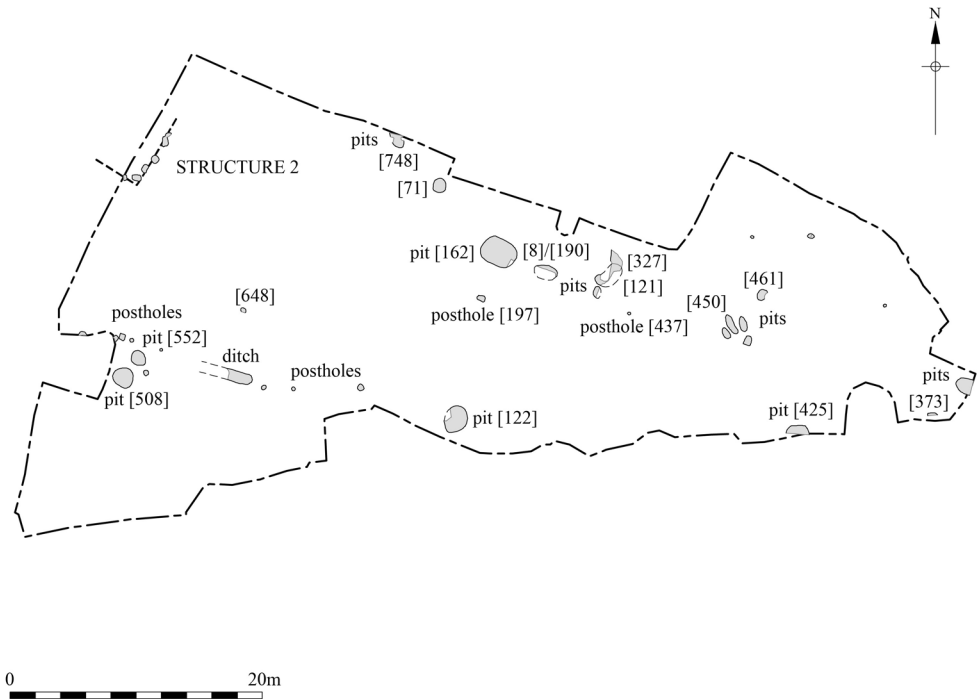 N
pits
[748]
STRUCTURE 2
[71]
pit [162]
[8]/[190]
[327]
pits
[121]
[461]
[648]
[450]
postholes
posthole [197]
posthole [437]
pits
pit [552]
ditch
postholes
pits
pit [508]
[373]
pit [122]
pit [425]
0
20m